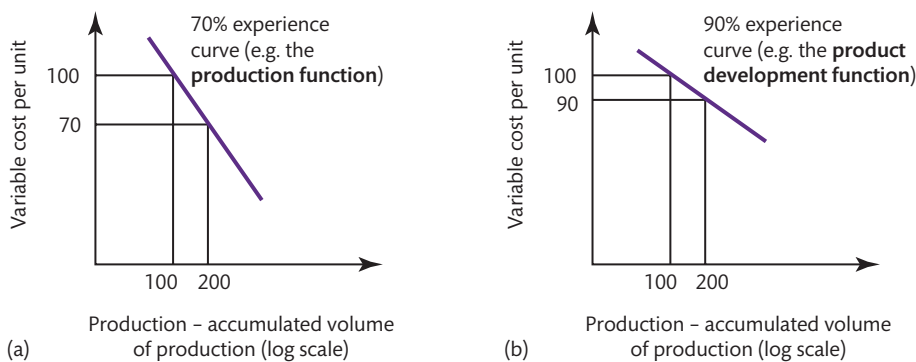 70% experience
curve (e.g. the
production function)
Variable cost per unit
100
70
100 200
Production – accumulated volume
of production (log scale)
(a)
90% experience
curve (e.g. the product
development function)
Variable cost per unit
100
90
100 200
Production – accumulated volume
of production (log scale)
(b)